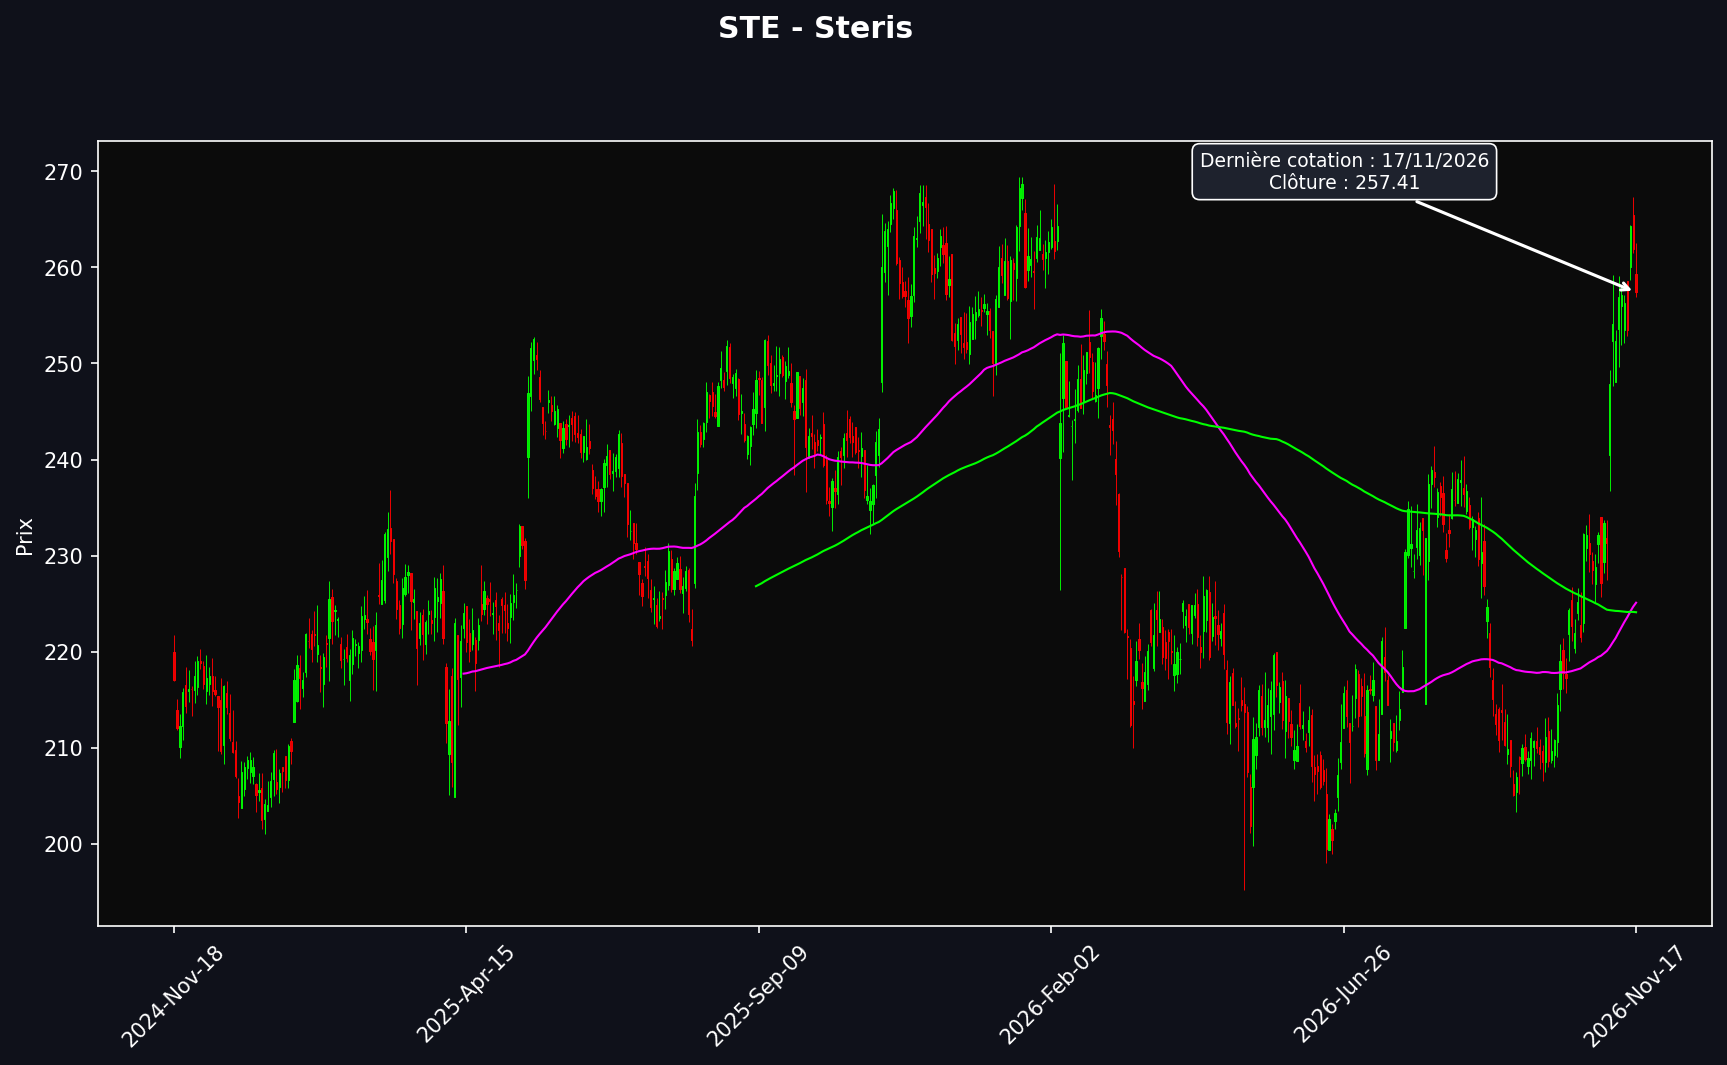 STE - Steris
Dernière cotation : 17/11/2026
Clôture : 257.41
Prix
270
260
250
240
230
220
210
200
2024-Nov-18
2025-Apr-15
2025-Sep-09
2026-Feb-02
2026-Jun-26
2026-Nov-17